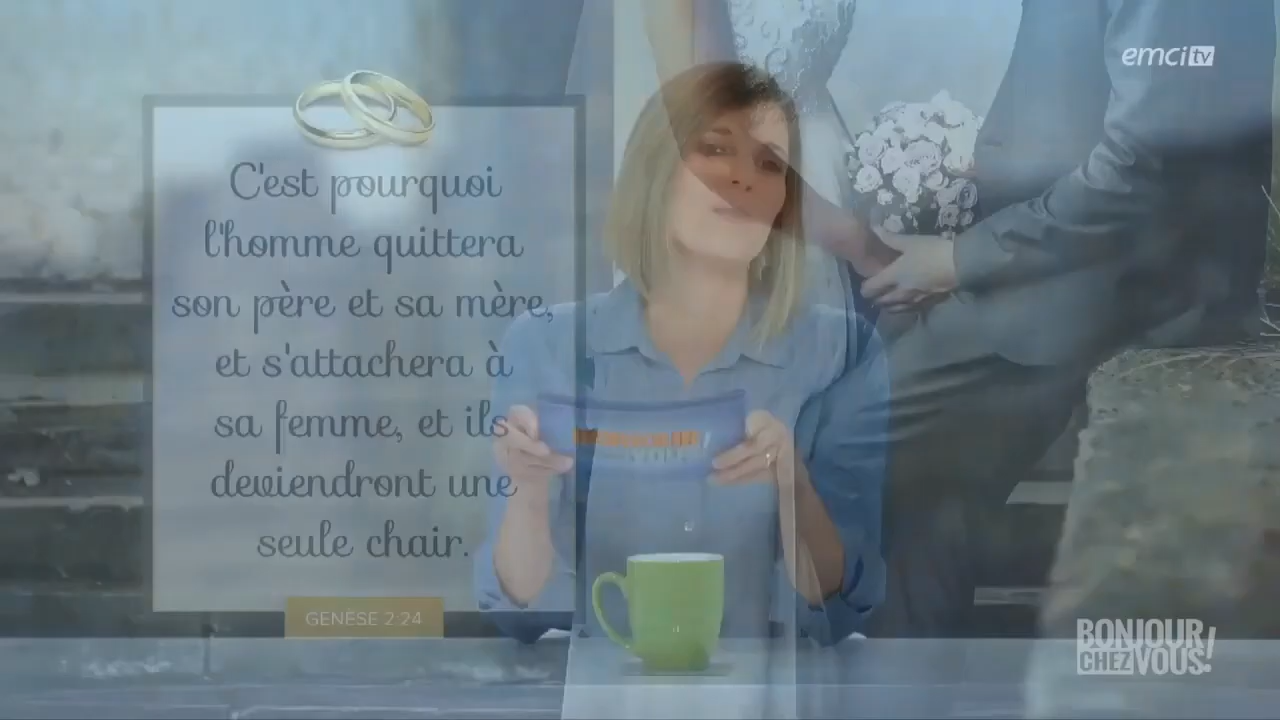 emci tv
C'est pourquoi
l'homme quittera
son père et sa mère,
et s'attachera à
sa femme, et ils
deviendront une
seule chair.
GENÈSE 2:24
BONJOUR
CHEZ VOUS!